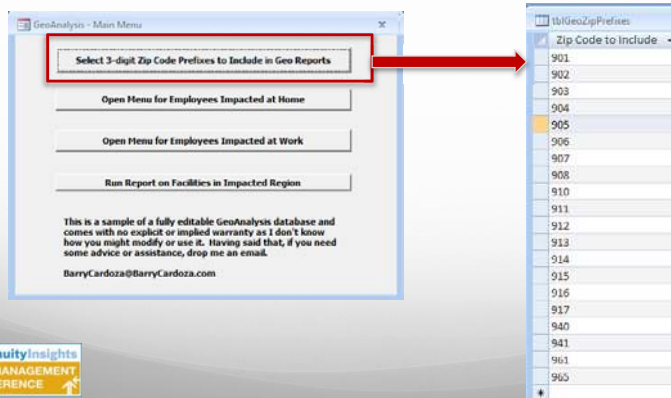 GeoAnalysis - Main Menu
x
Select 3-digit Zip Code Prefixes to Include in Geo Reports
Open Menu for Employees Impacted at Home
Open Menu for Employees Impacted at Work
Run Report on Facilities in Impacted Region
This is a sample of a fully editable GeoAnalysis database and
comes with no explicit or implied warranty as I don't know
how you might modify or use it. Having said that, if you need
some advice or assistance, drop me an email.
BarryCardoza@BarryCardoza.com
tblGeoZipPrefixes
Zip Code to Include
901
902
903
904
905
906
907
908
910
911
912
913
914
915
916
917
940
941
961
965
*
nuityInsights
MANAGEMENT
ERENCE